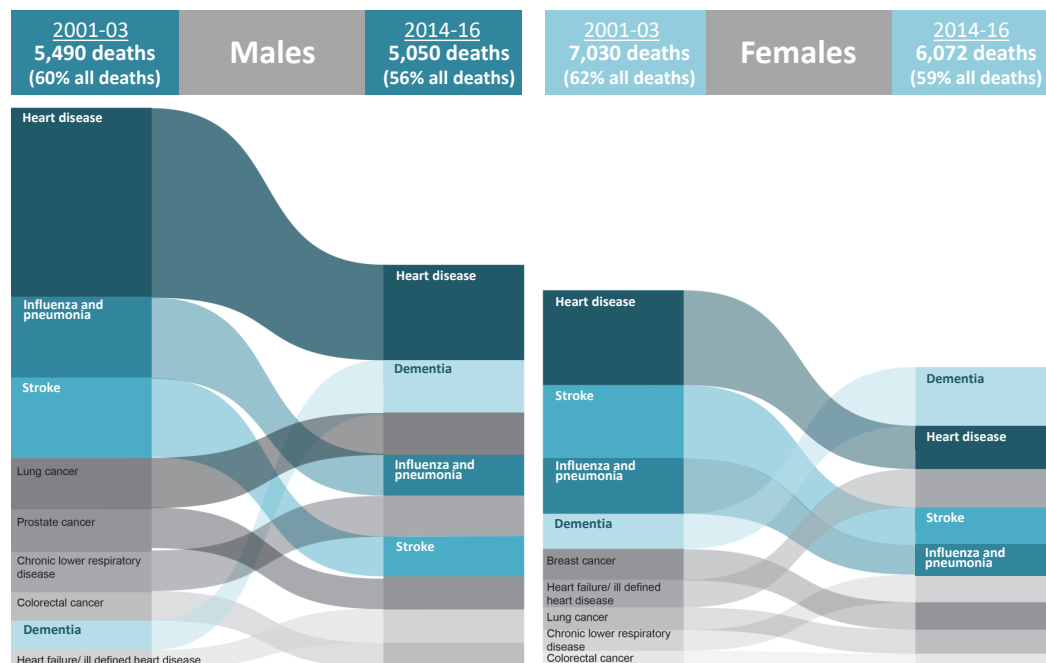 2001-03
5,490 deaths
(60% all deaths)
Males
2014-16
5,050 deaths
(56% all deaths)
2001-03
7,030 deaths
(62% all deaths)
Females
2014-16
6,072 deaths
(59% all deaths)
Heart disease
Influenza and
pneumonia
Stroke
Lung cancer
Prostate cancer
Chronic lower respiratory
disease
Colorectal cancer
Dementia
Heart failure/ ill defined heart disease
Heart disease
Dementia
Influenza and
pneumonia
Stroke
Heart disease
Stroke
Influenza and
pneumonia
Dementia
Breast cancer
Heart failure/ ill defined
heart disease
Lung cancer
Chronic lower respiratory
disease
Colorectal cancer
Dementia
Heart disease
Stroke
Influenza and
pneumonia